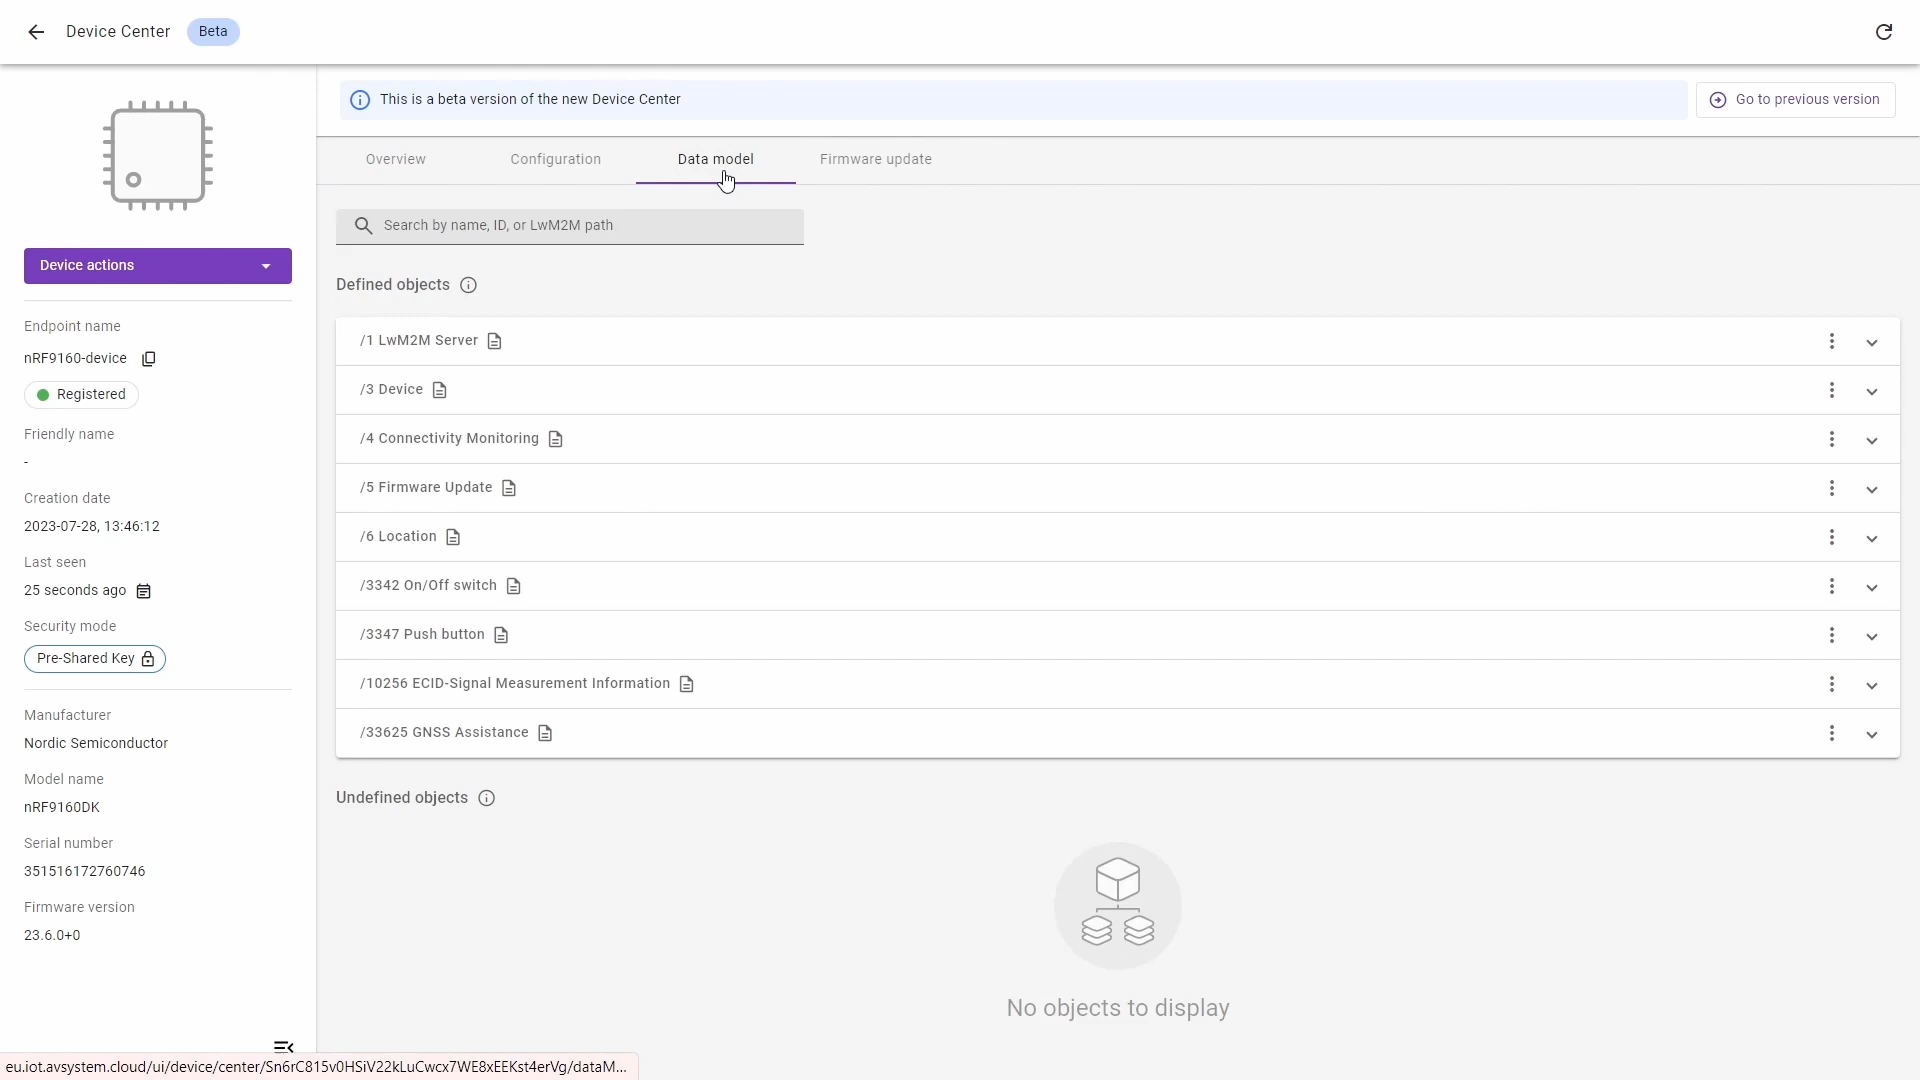 Device Center Beta
This is a beta version of the new Device Center
Go to previous version
Overview Configuration Data model Firmware update
Search by name, ID, or LwM2M path
Device actions
Endpoint name
nRF9160-device
Registered
Friendly name
-
Creation date
2023-07-28, 13:46:12
Last seen
25 seconds ago
Security mode
Pre-Shared Key
Manufacturer
Nordic Semiconductor
Model name
nRF9160DK
Serial number
351516172760746
Firmware version
23.6.0+0
Defined objects
/1 LwM2M Server
/3 Device
/4 Connectivity Monitoring
/5 Firmware Update
/6 Location
/3342 On/Off switch
/3347 Push button
/10256 ECID-Signal Measurement Information
/33625 GNSS Assistance
Undefined objects
No objects to display
eu.iot.avsystem.cloud/ui/device/center/Sn6rC815v0HSiV22kLuCwcx7WE8xEEKst4erVg/dataM...